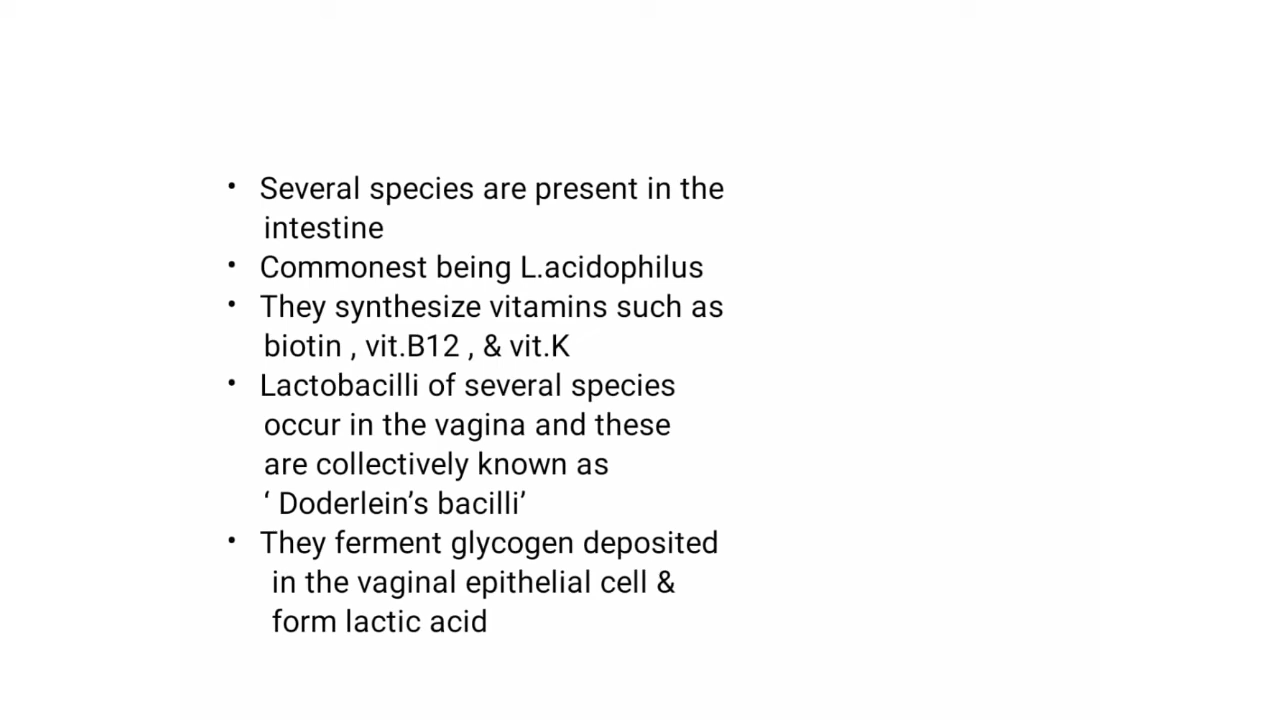 • Several species are present in the
intestine
• Commonest being L.acidophilus
• They synthesize vitamins such as
biotin , vit.B12 , & vit.K
• Lactobacilli of several species
occur in the vagina and these
are collectively known as
‘ Doderlein’s bacilli’
• They ferment glycogen deposited
in the vaginal epithelial cell &
form lactic acid